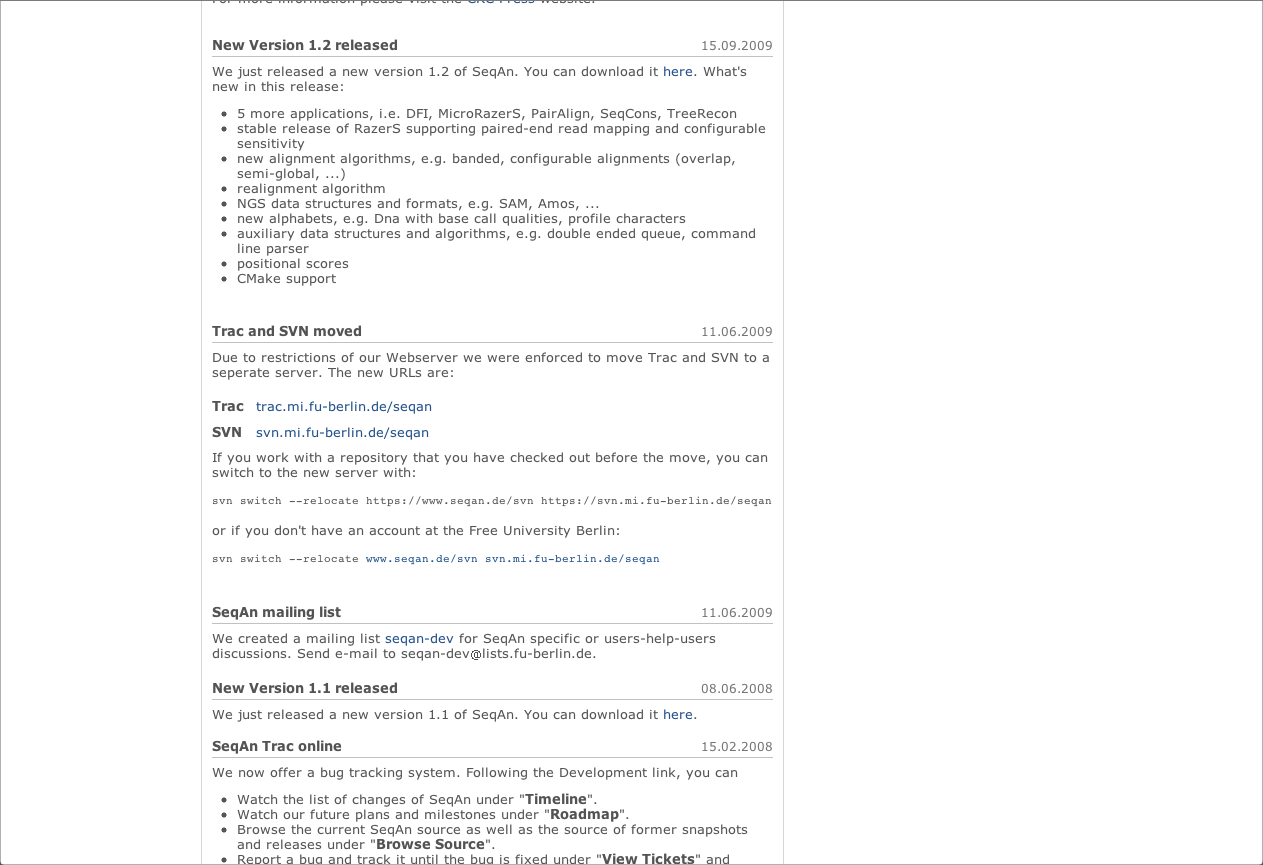 For more information please visit the CRC Press website.
New Version 1.2 released 15.09.2009
We just released a new version 1.2 of SeqAn. You can download it here. What's
new in this release:
5 more applications, i.e. DFI, MicroRazerS, PairAlign, SeqCons, TreeRecon
stable release of RazerS supporting paired-end read mapping and configurable
sensitivity
new alignment algorithms, e.g. banded, configurable alignments (overlap,
semi-global, ...)
realignment algorithm
NGS data structures and formats, e.g. SAM, Amos, ...
new alphabets, e.g. Dna with base call qualities, profile characters
auxiliary data structures and algorithms, e.g. double ended queue, command
line parser
positional scores
CMake support
Trac and SVN moved 11.06.2009
Due to restrictions of our Webserver we were enforced to move Trac and SVN to a
seperate server. The new URLs are:
Trac trac.mi.fu-berlin.de/seqan
SVN svn.mi.fu-berlin.de/seqan
If you work with a repository that you have checked out before the move, you can
switch to the new server with:
svn switch --relocate https://www.seqan.de/svn https://svn.mi.fu-berlin.de/seqan
or if you don't have an account at the Free University Berlin:
svn switch --relocate www.seqan.de/svn svn.mi.fu-berlin.de/seqan
SeqAn mailing list 11.06.2009
We created a mailing list seqan-dev for SeqAn specific or users-help-users
discussions. Send e-mail to seqan-dev@lists.fu-berlin.de.
New Version 1.1 released 08.06.2008
We just released a new version 1.1 of SeqAn. You can download it here.
SeqAn Trac online 15.02.2008
We now offer a bug tracking system. Following the Development link, you can
Watch the list of changes of SeqAn under "Timeline".
Watch our future plans and milestones under "Roadmap".
Browse the current SeqAn source as well as the source of former snapshots
and releases under "Browse Source".
Report a bug and track it until the bug is fixed under "View Tickets" and